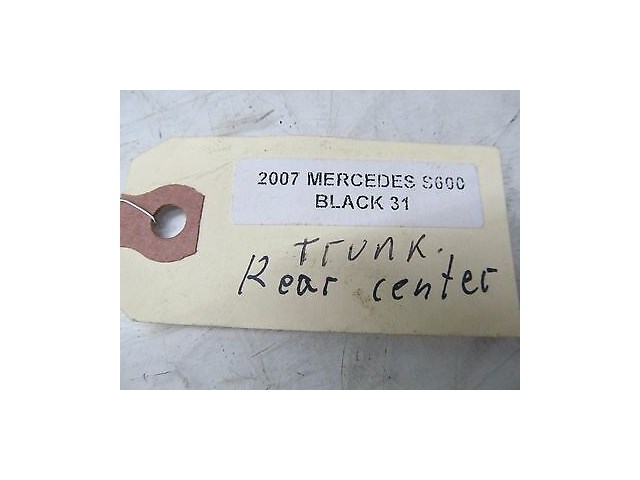 2007 MERCEDES S600
BLACK 31
Trunk.
Rear center